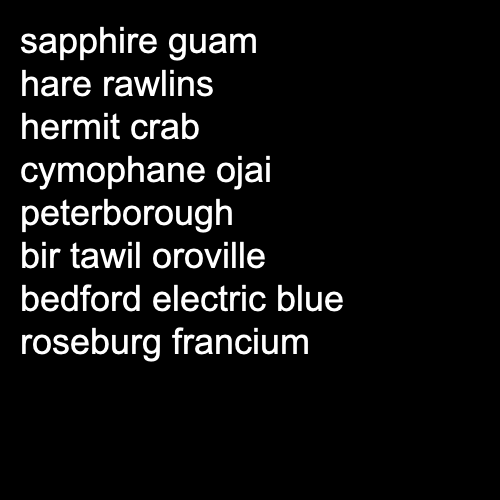 sapphire guam
hare rawlins
hermit crab
cymophane ojai
peterborough
bir tawil oroville
bedford electric blue
roseburg francium